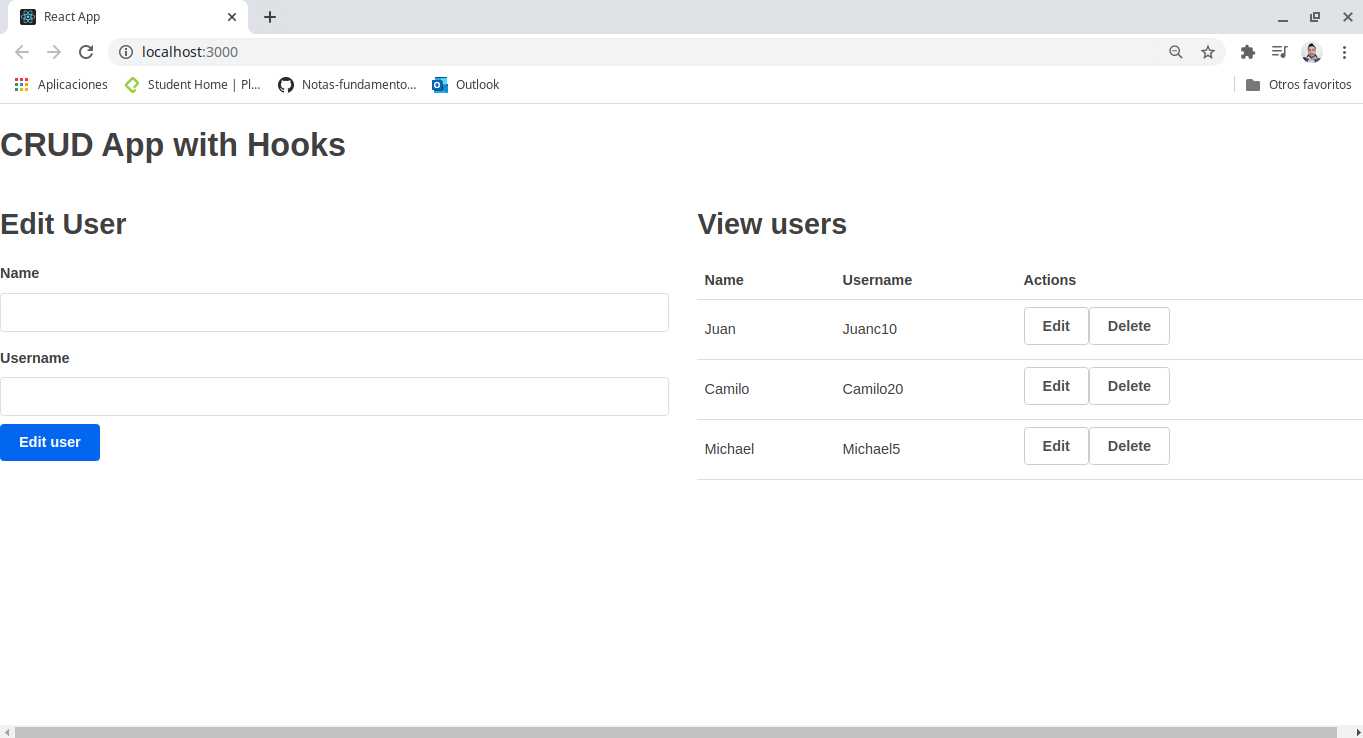 React App
localhost:3000
Aplicaciones
Student Home | Pl...
Notas-fundamento...
Outlook
Otros favoritos
CRUD App with Hooks
Edit User
Name
Username
Edit user
View users
Name Username Actions
Juan Juanc10 Edit Delete
Camilo Camilo20 Edit Delete
Michael Michael5 Edit Delete